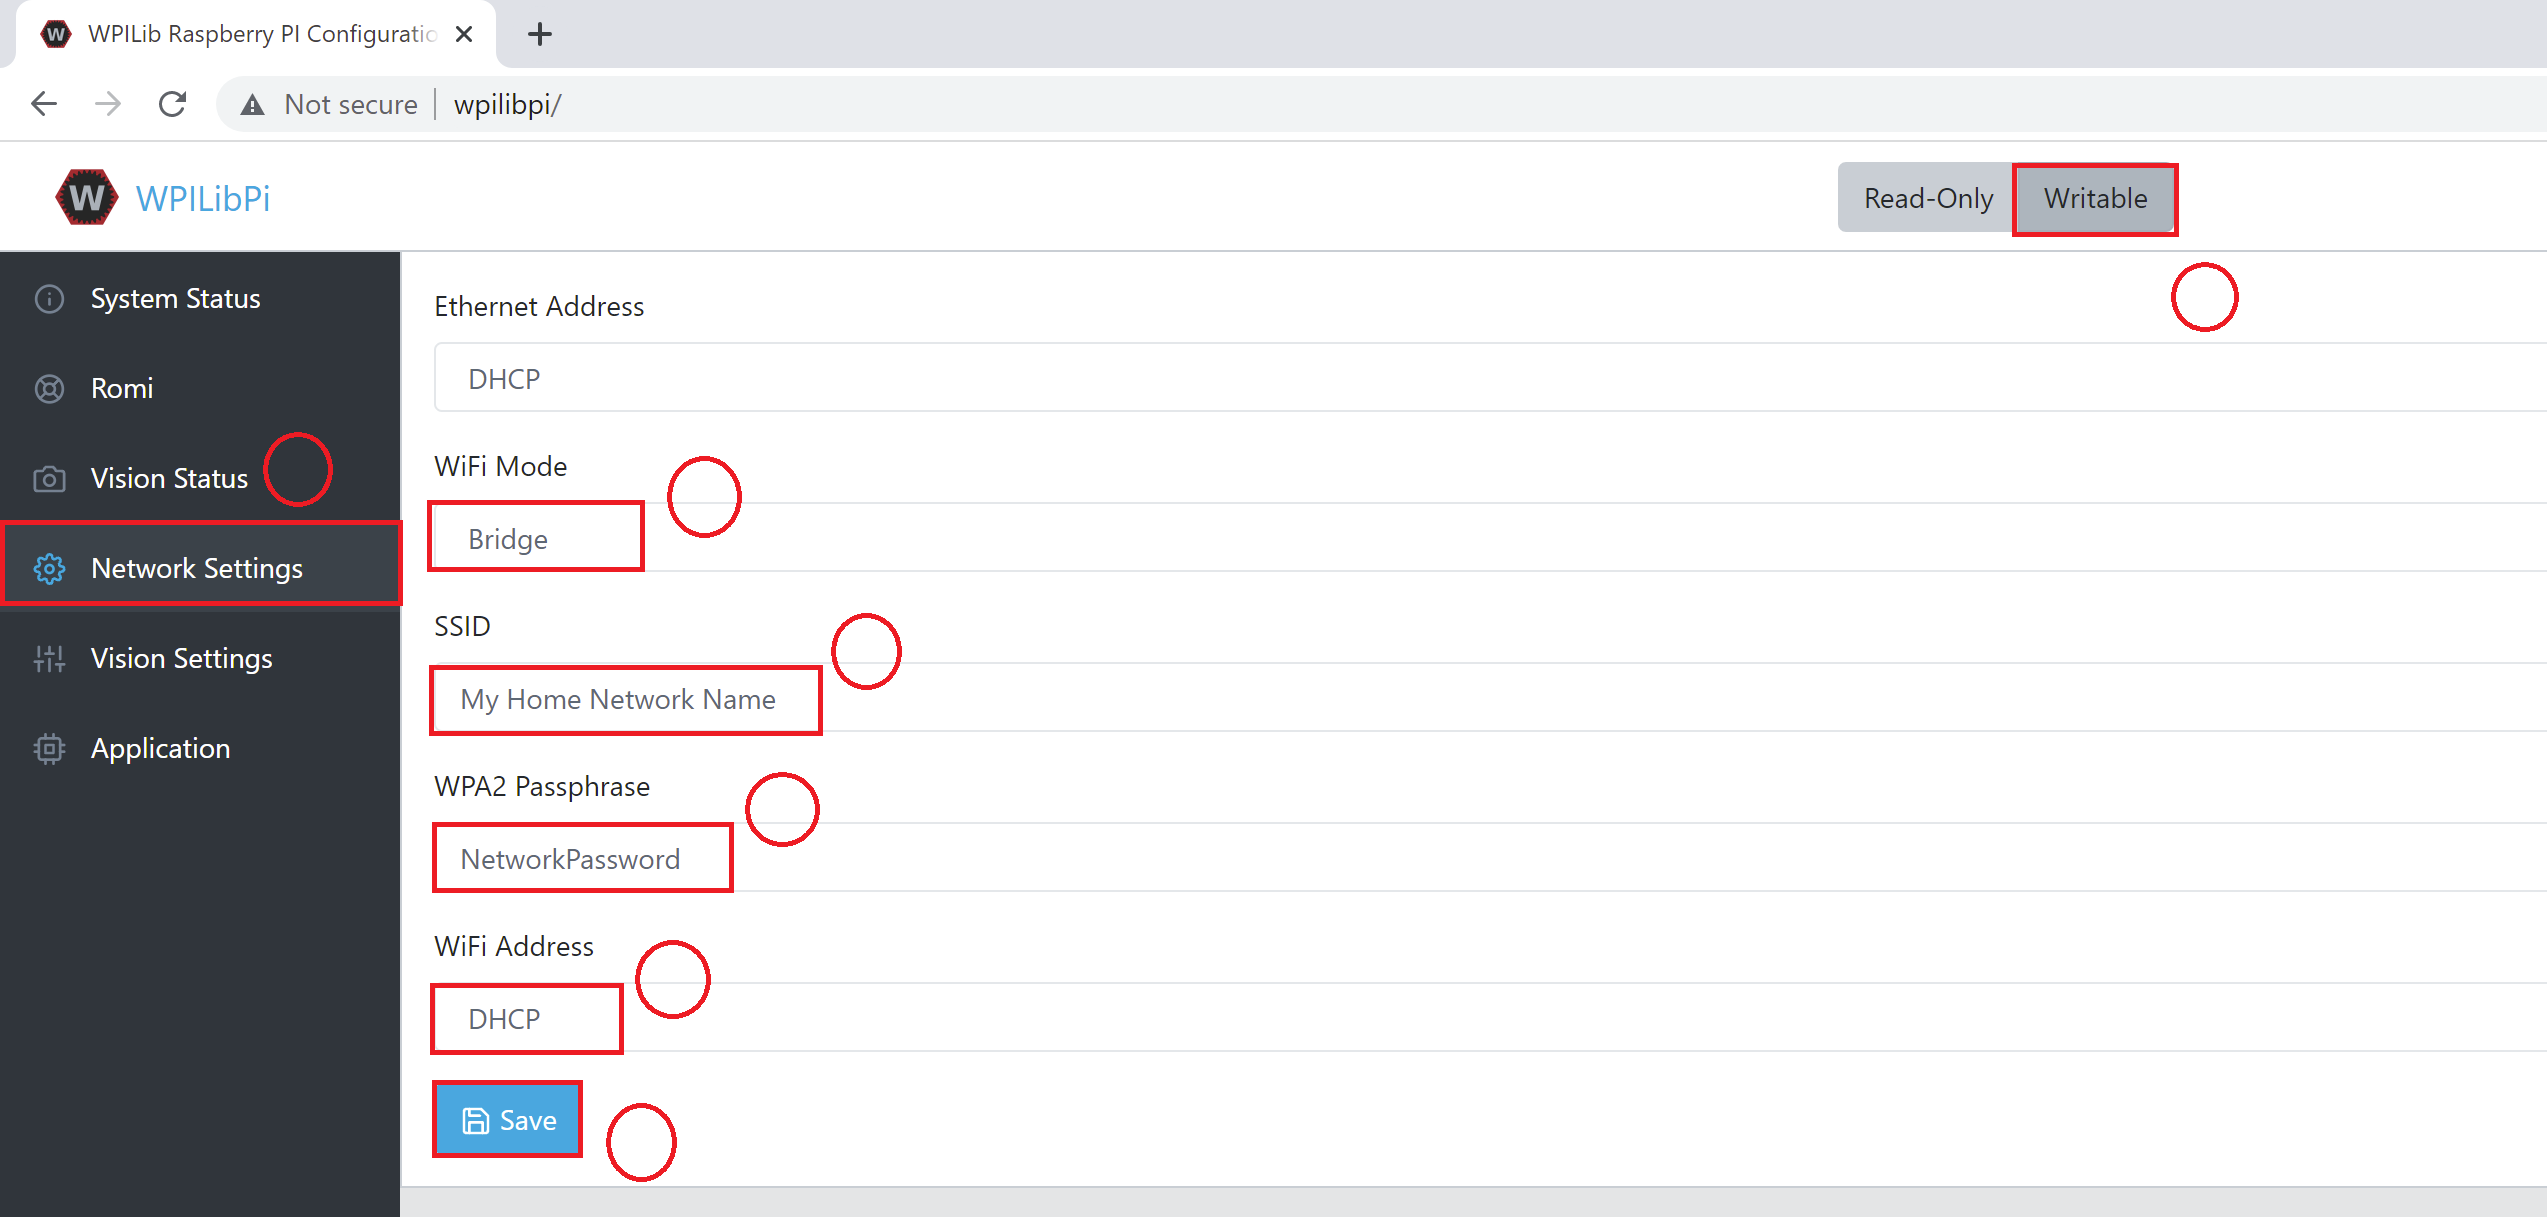 WPILib Raspberry PI Configuratio
Not secure
wpilibpi/
W
WPILibPi
Read-Only
Writable
System Status
Romi
Vision Status
Network Settings
Vision Settings
Application
Ethernet Address
DHCP
WiFi Mode
Bridge
SSID
My Home Network Name
WPA2 Passphrase
NetworkPassword
WiFi Address
DHCP
Save